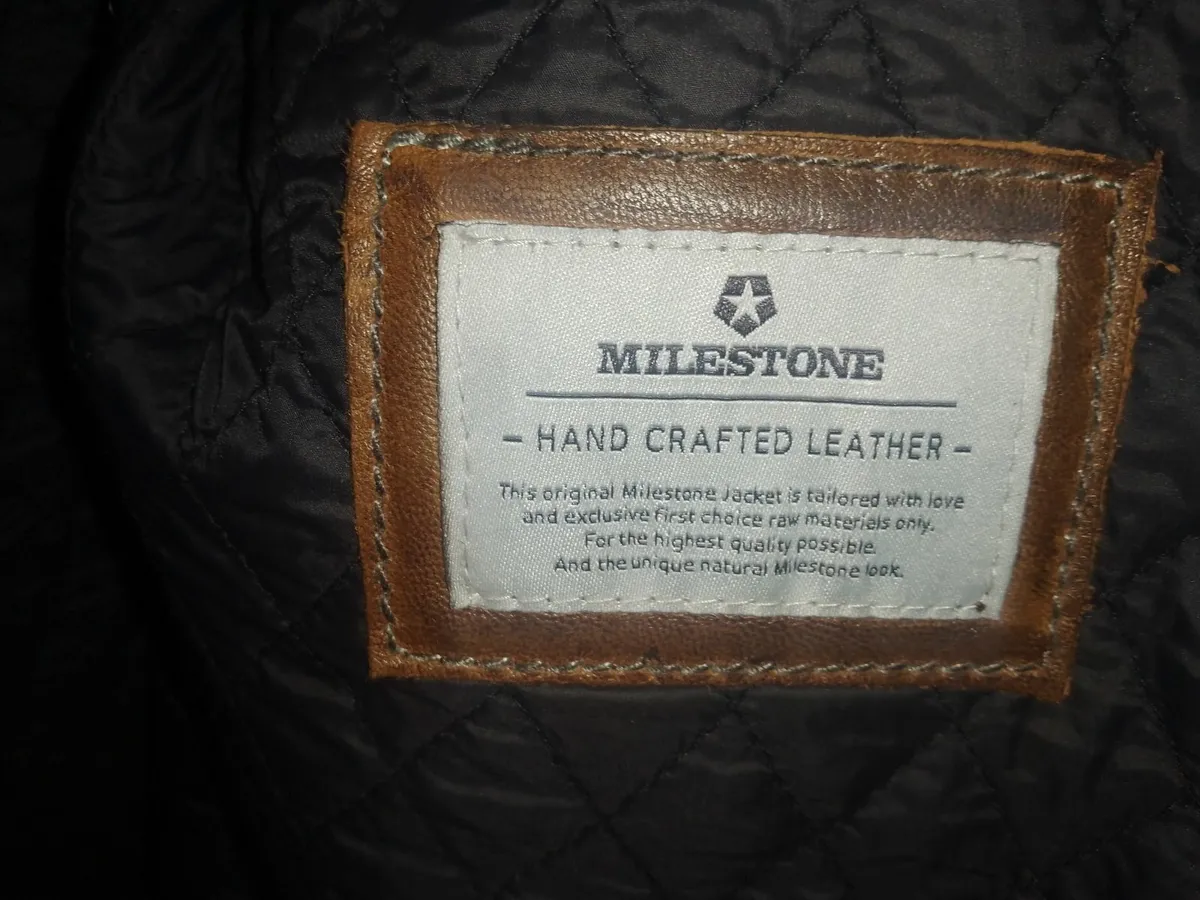 MILESTONE
– HAND CRAFTED LEATHER –
This original Milestone Jacket is tailored with love
and exclusive first choice raw materials only.
For the highest quality possible.
And the unique natural Milestone look.